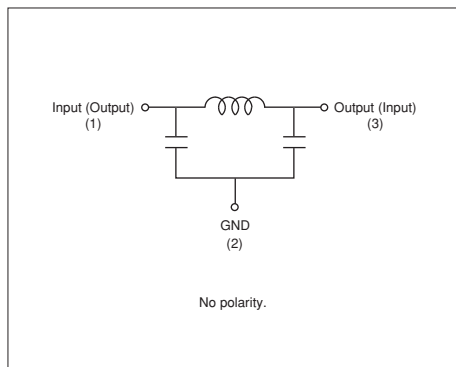 Input (Output)
(1)
Output (Input)
(3)
GND
(2)
No polarity.